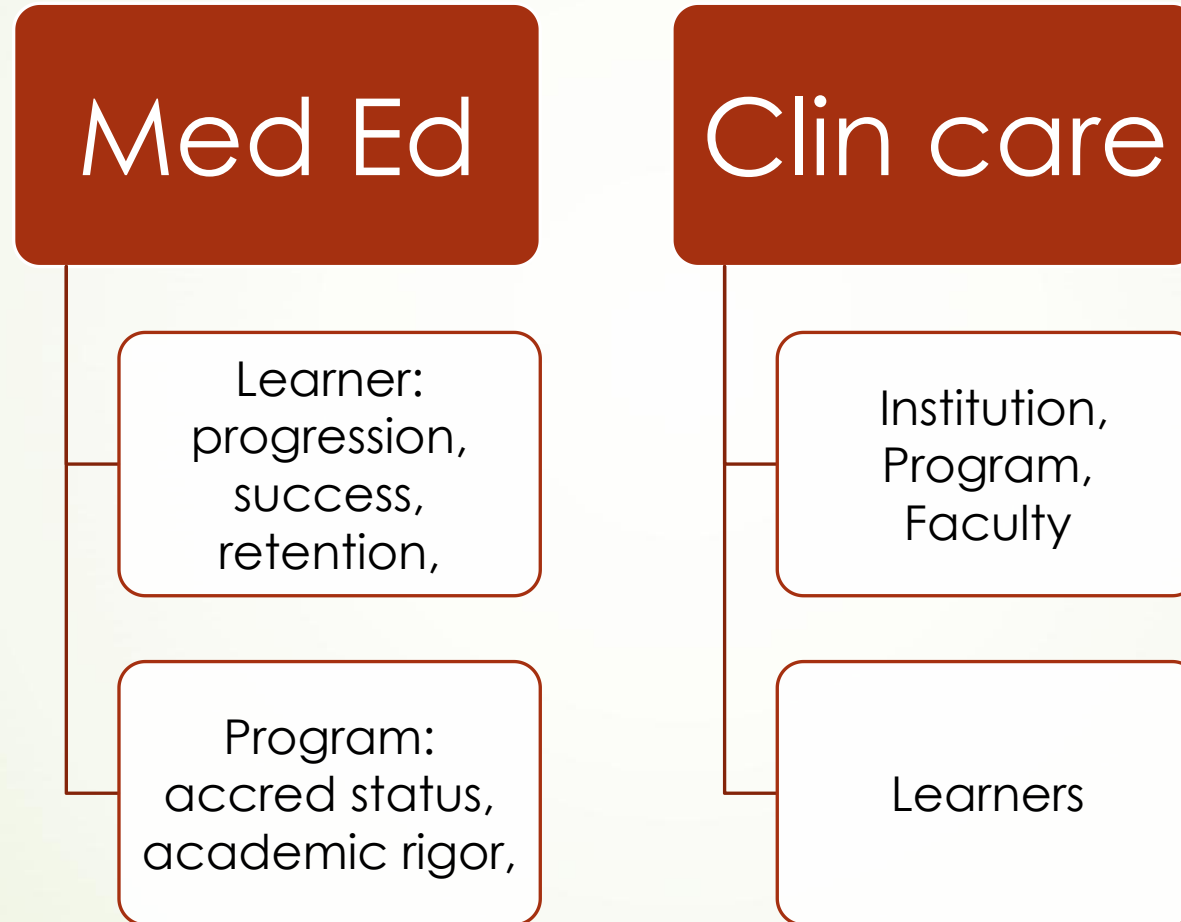 Med Ed
Learner:
progression,
success,
retention,
Program:
accred status,
academic rigor,
Clin care
Institution,
Program,
Faculty
Learners